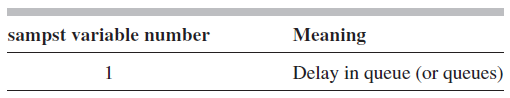 sampst variable number Meaning
1 Delay in queue (or queues)